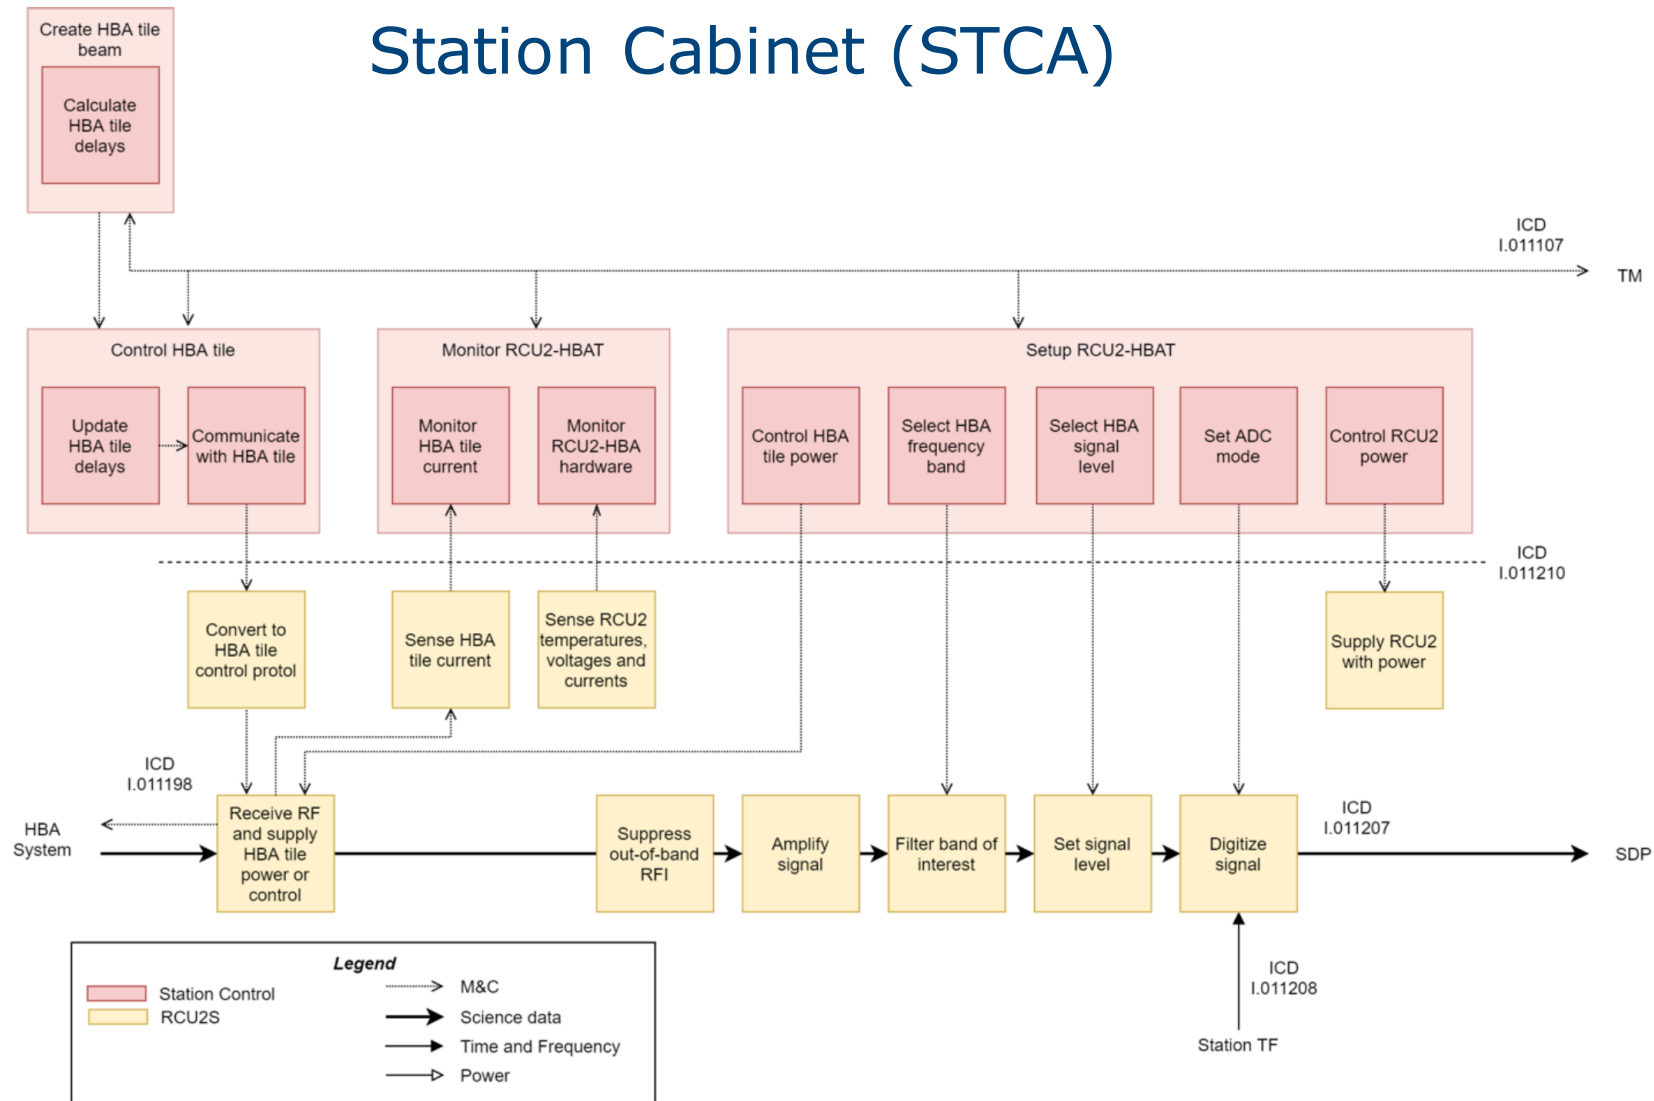 Station Cabinet (STCA)
Create HBA tile
beam
Calculate
HBA tile
delays
ICD
I.011107
TM
Control HBA tile
Update
HBA tile
delays
Communicate
with HBA tile
Monitor RCU2-HBAT
Monitor
HBA tile
current
Monitor
RCU2-HBA
hardware
Setup RCU2-HBAT
Control HBA
tile power
Select HBA
frequency
band
Select HBA
signal
level
Set ADC
mode
Control RCU2
power
ICD
I.011210
Convert to
HBA tile
control protol
Sense HBA
tile current
Sense RCU2
temperatures,
voltages and
currents
Supply RCU2
with power
ICD
I.011198
HBA
System
Receive RF
and supply
HBA tile
power or
control
Suppress
out-of-band
RFI
Amplify
signal
Filter band of
interest
Set signal
level
Digitize
signal
ICD
I.011207
SDP
ICD
I.011208
Station TF
Legend
Station Control
RCU2S
M&C
Science data
Time and Frequency
Power